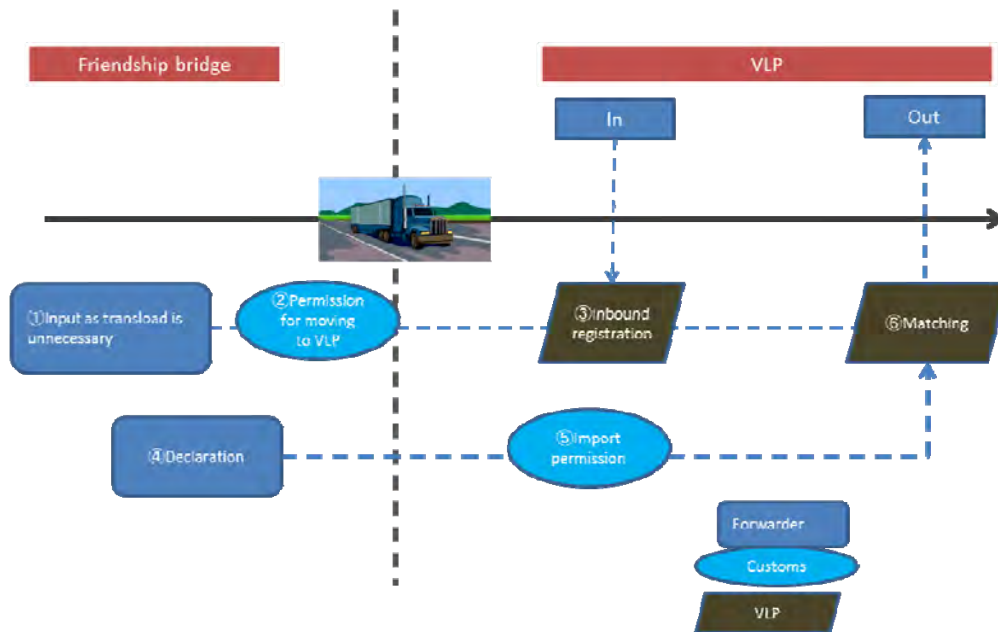 Friendship bridge
VLP
In
Out
①Input as transload is
unnecessary
②Permission
for moving
to VLP
③Inbound
registration
⑥Matching
④Declaration
⑤Import
permission
Forwarder
Customs
VLP